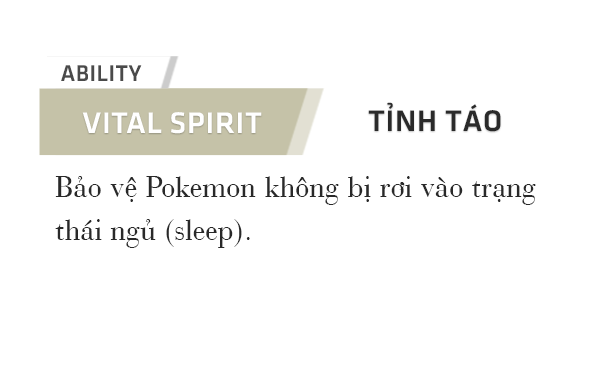 ABILITY
VITAL SPIRIT
TỈNH TÁO
Bảo vệ Pokemon không bị rơi vào trạng
thái ngủ (sleep).